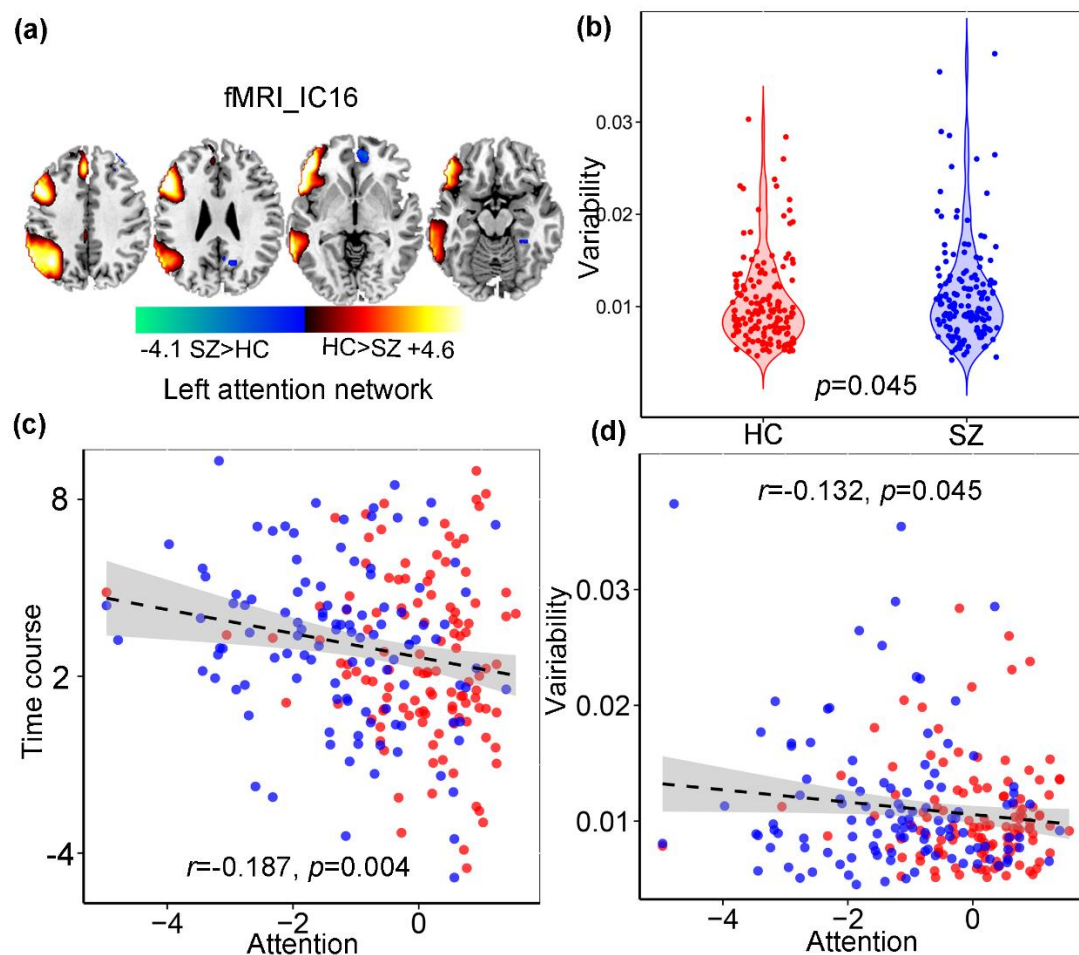 (a)
fMRI_IC16
-4.1 SZ>HC
HC>SZ +4.6
Left attention network
(b)
Variability
0.03
0.02
0.01
p=0.045
HC
SZ
(c)
Time course
8
2
-4
r=-0.187, p=0.004
−4
−2
0
Attention
(d)
Vairiability
r=-0.132, p=0.045
0.03
0.02
0.01
−4
−2
0
Attention